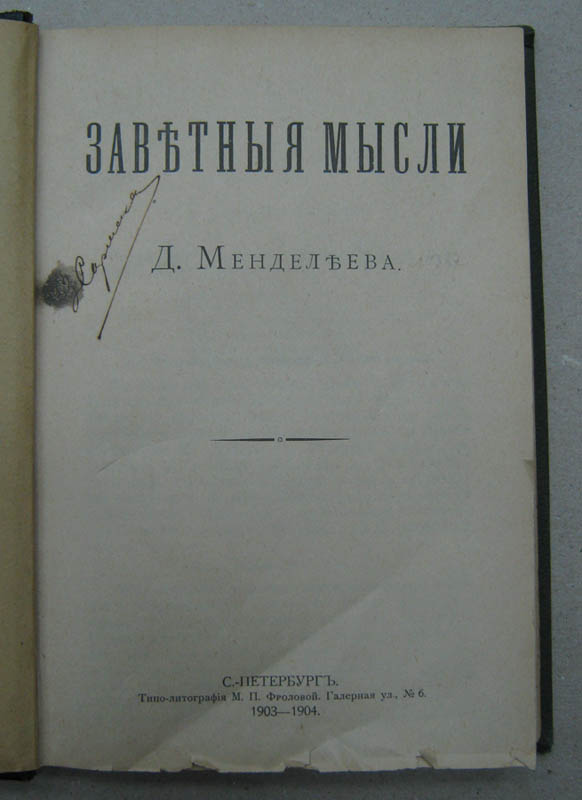 ЗАВѢТНЫЯ МЫСЛИ
Д. МЕНДЕЛѢЕВА.
С.-ПЕТЕРБУРГЪ.
Типо-литографія М. П. Фроловой. Галерная ул., № 6.
1903—1904.